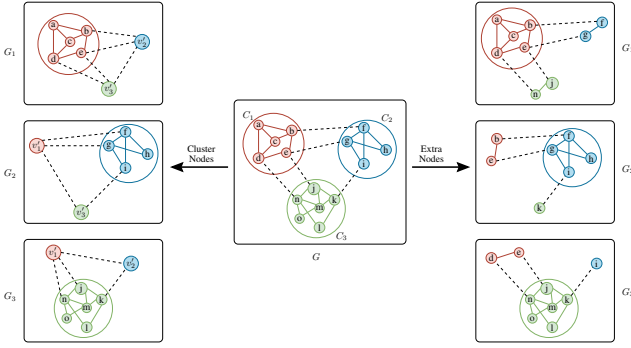 G₁
a
b
c
d
e
v′₂
v′₃
G₂
v′₁
f
g
h
i
v′₃
G₃
v′₁
v′₂
j
n
k
m
o
l
Cluster
Nodes
C₁
C₂
a
b
c
d
e
f
g
h
i
j
n
k
m
o
l
C₃
G
Extra
Nodes
a
b
c
d
e
f
g
j
n
G
b
e
f
g
h
i
k
G
d
e
i
j
n
k
m
o
l
G